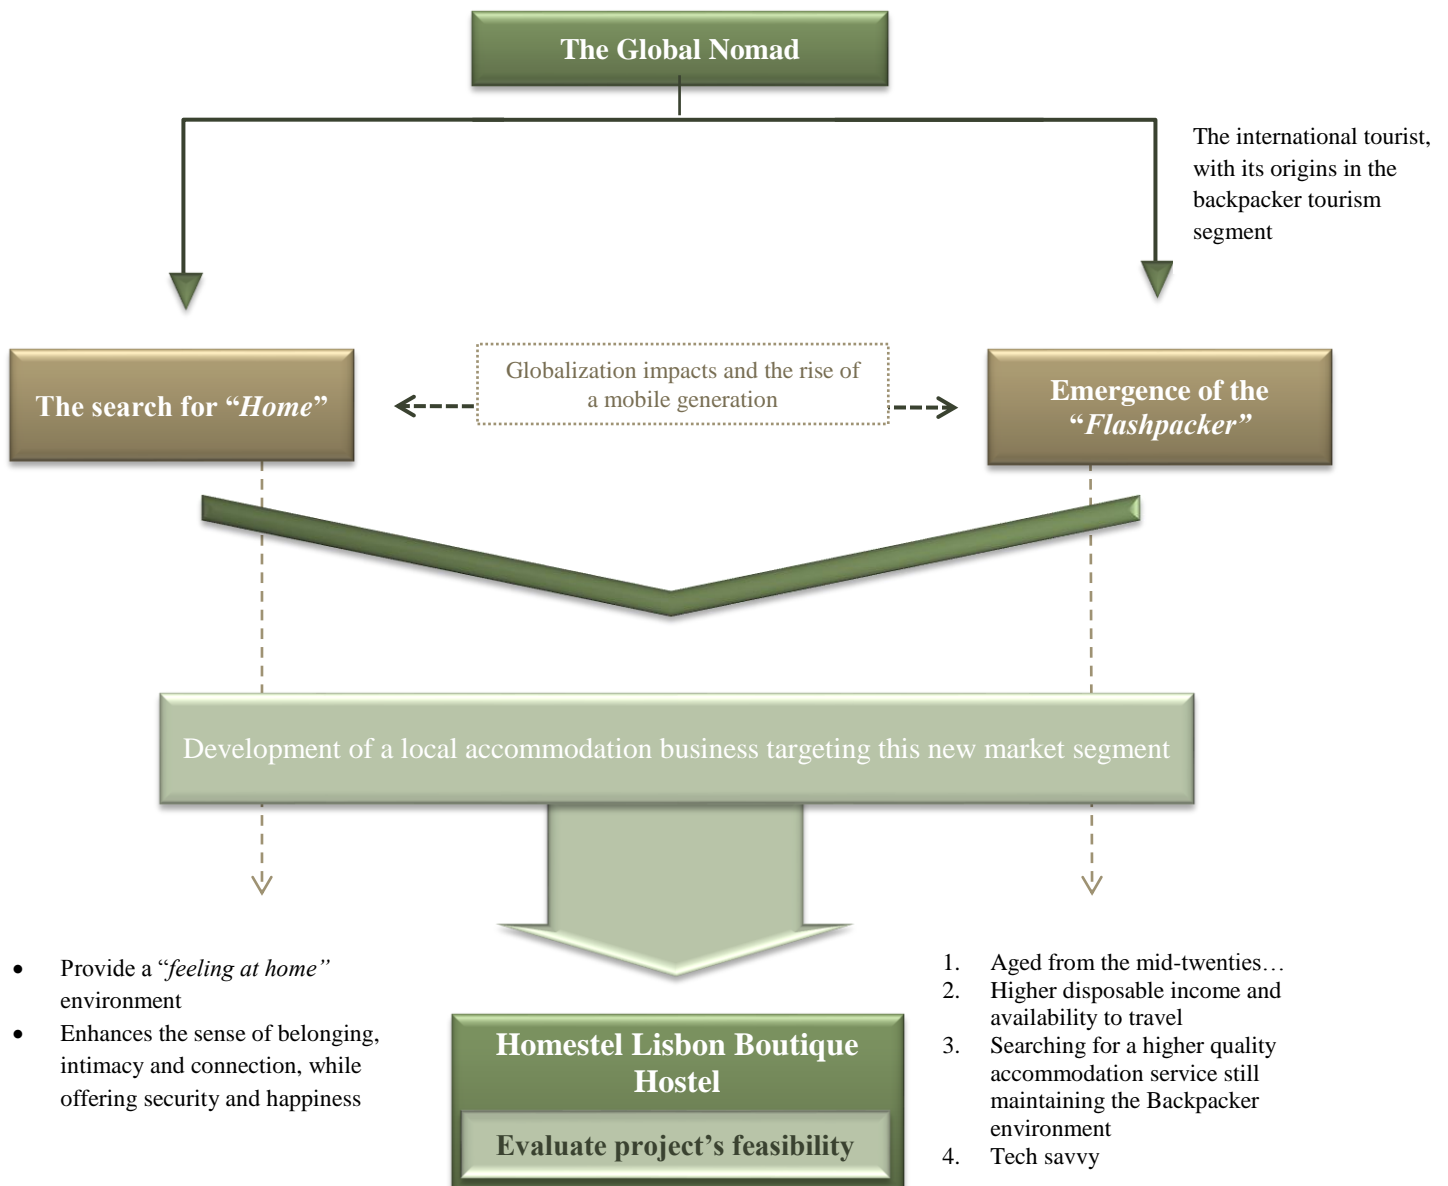 The Global Nomad
The international tourist,
with its origins in the
backpacker tourism
segment
The search for “Home”
Globalization impacts and the rise of
a mobile generation
Emergence of the
“Flashpacker”
Development of a local accommodation business targeting this new market segment
• Provide a “feeling at home”
environment
• Enhances the sense of belonging,
intimacy and connection, while
offering security and happiness
Homestel Lisbon Boutique
Hostel
Evaluate project’s feasibility
1. Aged from the mid-twenties…
2. Higher disposable income and
availability to travel
3. Searching for a higher quality
accommodation service still
maintaining the Backpacker
environment
4. Tech savvy